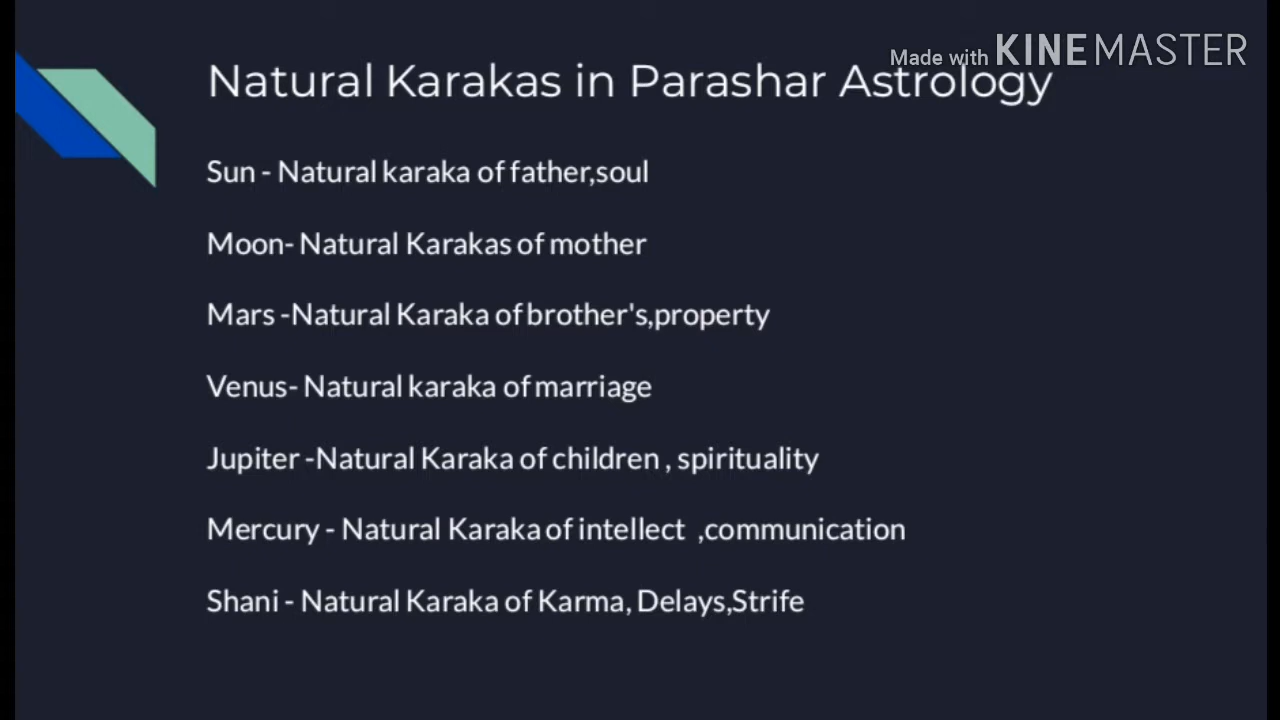 Made with KINEMASTER
Natural Karakas in Parashar Astrology
Sun - Natural karaka of father,soul
Moon- Natural Karakas of mother
Mars -Natural Karaka of brother's,property
Venus- Natural karaka of marriage
Jupiter -Natural Karaka of children , spirituality
Mercury - Natural Karaka of intellect ,communication
Shani - Natural Karaka of Karma, Delays,Strife